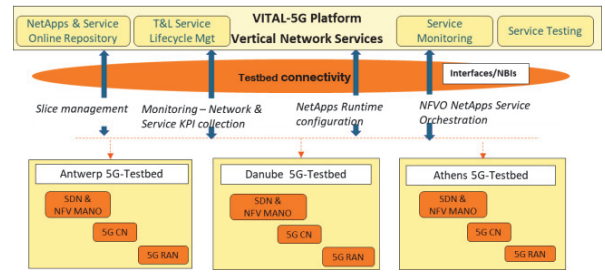 VITAL-5G Platform
Vertical Network Services
NetApps & Service
Online Repository
T&L Service
Lifecycle Mgt
Service
Monitoring
Service Testing
Testbed connectivity
Interfaces/NBIs
Slice management
Monitoring – Network &
Service KPI collection
NetApps Runtime
configuration
NFVO NetApps Service
Orchestration
Antwerp 5G-Testbed
SDN &
NFV MANO
5G CN
5G RAN
Danube 5G-Testbed
SDN &
NFV MANO
5G CN
5G RAN
Athens 5G-Testbed
SDN &
NFV MANO
5G CN
5G RAN